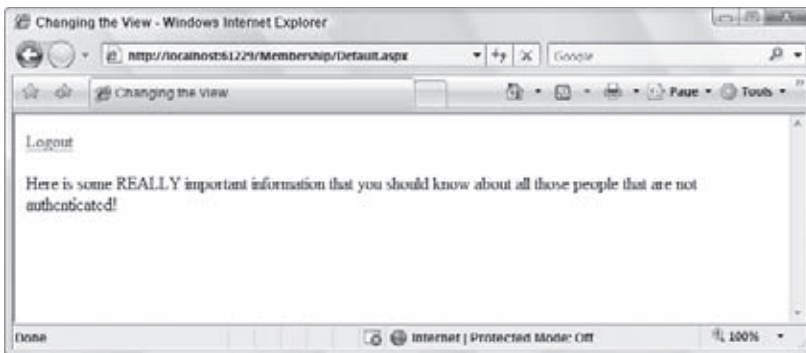 Changing the View - Windows Internet Explorer
http://localhost:61229/Membership/Default.aspx
Google
Changing the View
Page
Tools
Logout
Here is some REALLY important information that you should know about all those people that are not
authenticated!
Done
Internet | Protected Mode: Off
100%